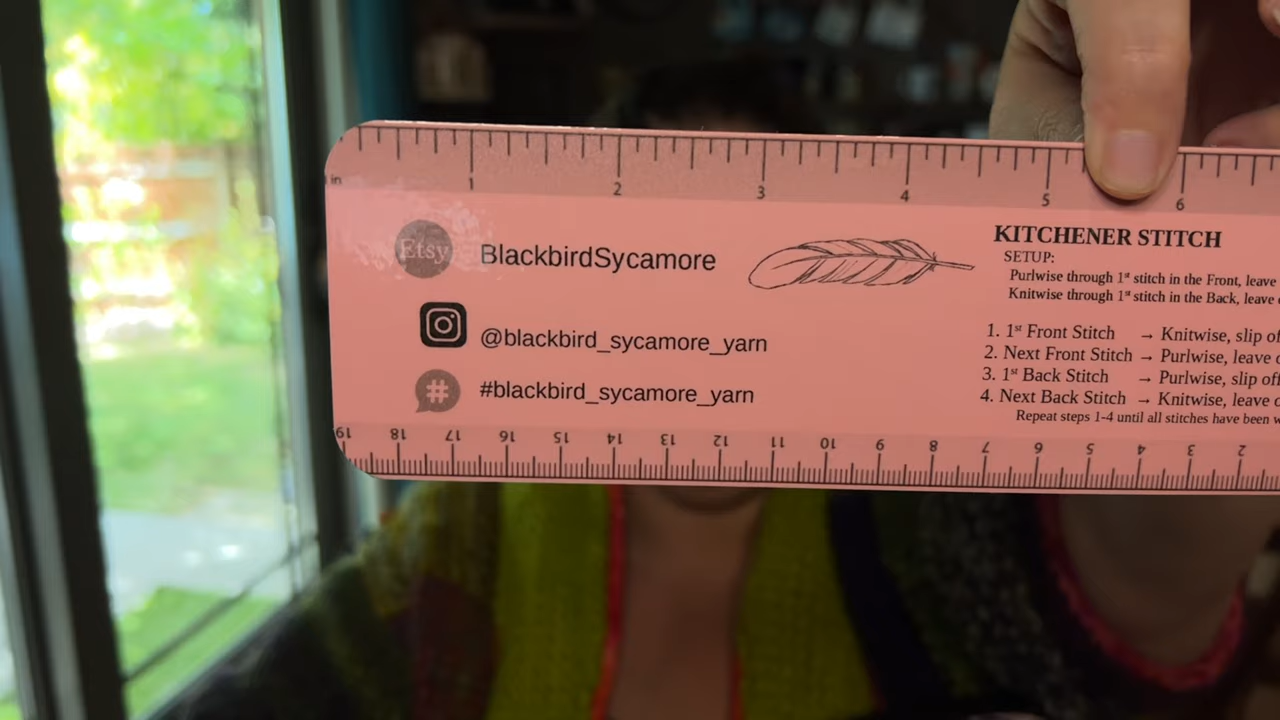 in 1 2 3 4 5 6
Etsy BlackbirdSycamore
@blackbird_sycamore_yarn
#blackbird_sycamore_yarn
KITCHENER STITCH
SETUP:
Purlwise through 1st stitch in the Front, leave
Knitwise through 1st stitch in the Back, leave
1. 1st Front Stitch → Knitwise, slip of
2. Next Front Stitch → Purlwise, leave
3. 1st Back Stitch → Purlwise, slip off
4. Next Back Stitch → Knitwise, leave
Repeat steps 1-4 until all stitches have been
19 18 17 16 15 14 13 12 11 10 9 8 7 6 5 4 3 2